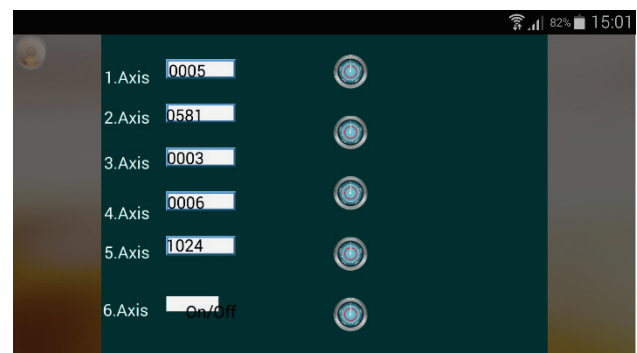 82% 15:01
1.Axis 0005
2.Axis 0581
3.Axis 0003
4.Axis 0006
5.Axis 1024
6.Axis On/Off